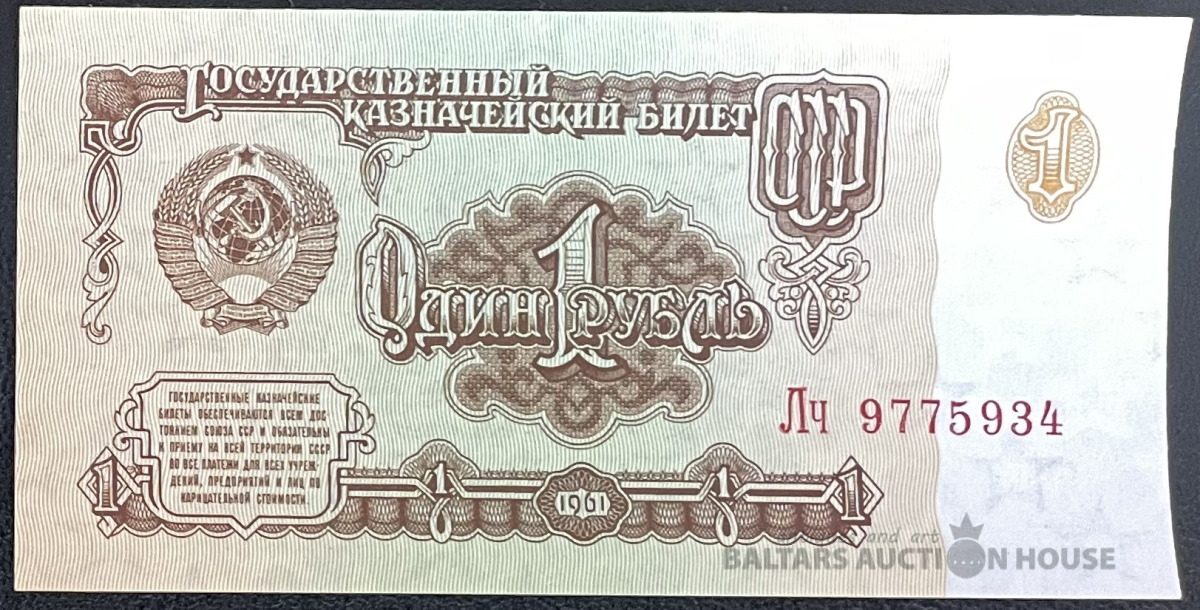 ГОСУДАРСТВЕННЫЙ
КАЗНАЧЕЙСКИЙ БИЛЕТ
СССР
1
ОДИН 1 РУБЛЬ
Лч 9775934
ГОСУДАРСТВЕННЫЕ КАЗНАЧЕЙСКИЕ
БИЛЕТЫ ОБЕСПЕЧИВАЮТСЯ ВСЕМ ДОС
ТОЯНИЕМ СОЮЗА ССР И ОБЯЗАТЕЛЬНЫ
К ПРИЕМУ НА ВСЕЙ ТЕРРИТОРИИ СССР
ВО ВСЕ ПЛАТЕЖИ ДЛЯ ВСЕХ УЧРЕЖ-
ДЕНИЙ, ПРЕДПРИЯТИЙ И ЛИЦ ПО
НАРИЦАТЕЛЬНОЙ СТОИМОСТИ.
1 1 1961 1 1
and art
BALTARS AUCTION HOUSE